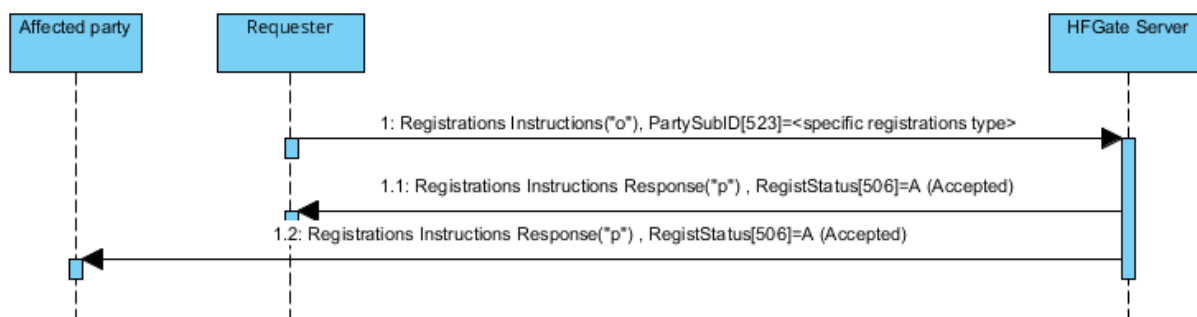 Affected party
Requester
HFGate Server
1: Registrations Instructions("o"), PartySubID[523]=<specific registrations type>
1.1: Registrations Instructions Response("p") , RegistStatus[506]=A (Accepted)
1.2: Registrations Instructions Response("p") , RegistStatus[506]=A (Accepted)